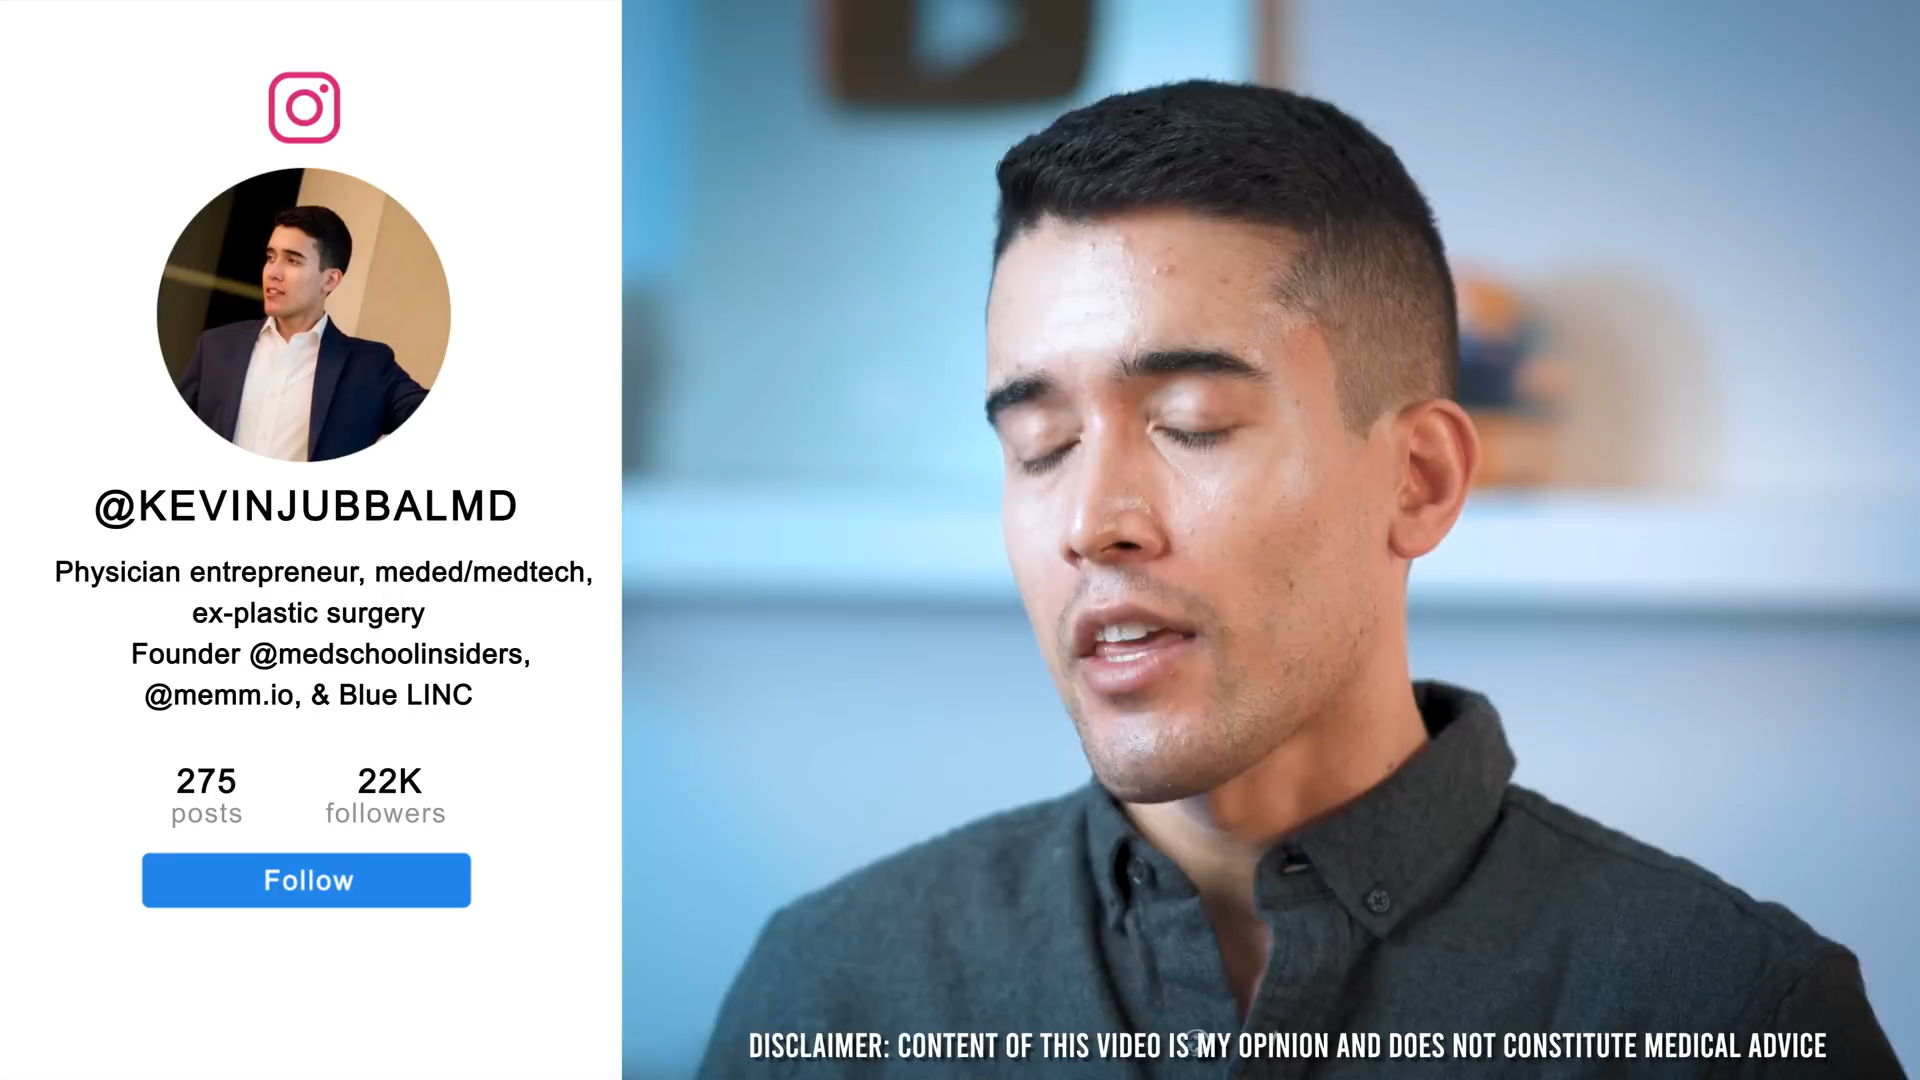 @KEVINJUBBALMD
Physician entrepreneur, meded/medtech,
ex-plastic surgery
Founder @medschoolinsiders,
@memm.io, & Blue LINC
275
posts
22K
followers
Follow
DISCLAIMER: CONTENT OF THIS VIDEO IS MY OPINION AND DOES NOT CONSTITUTE MEDICAL ADVICE